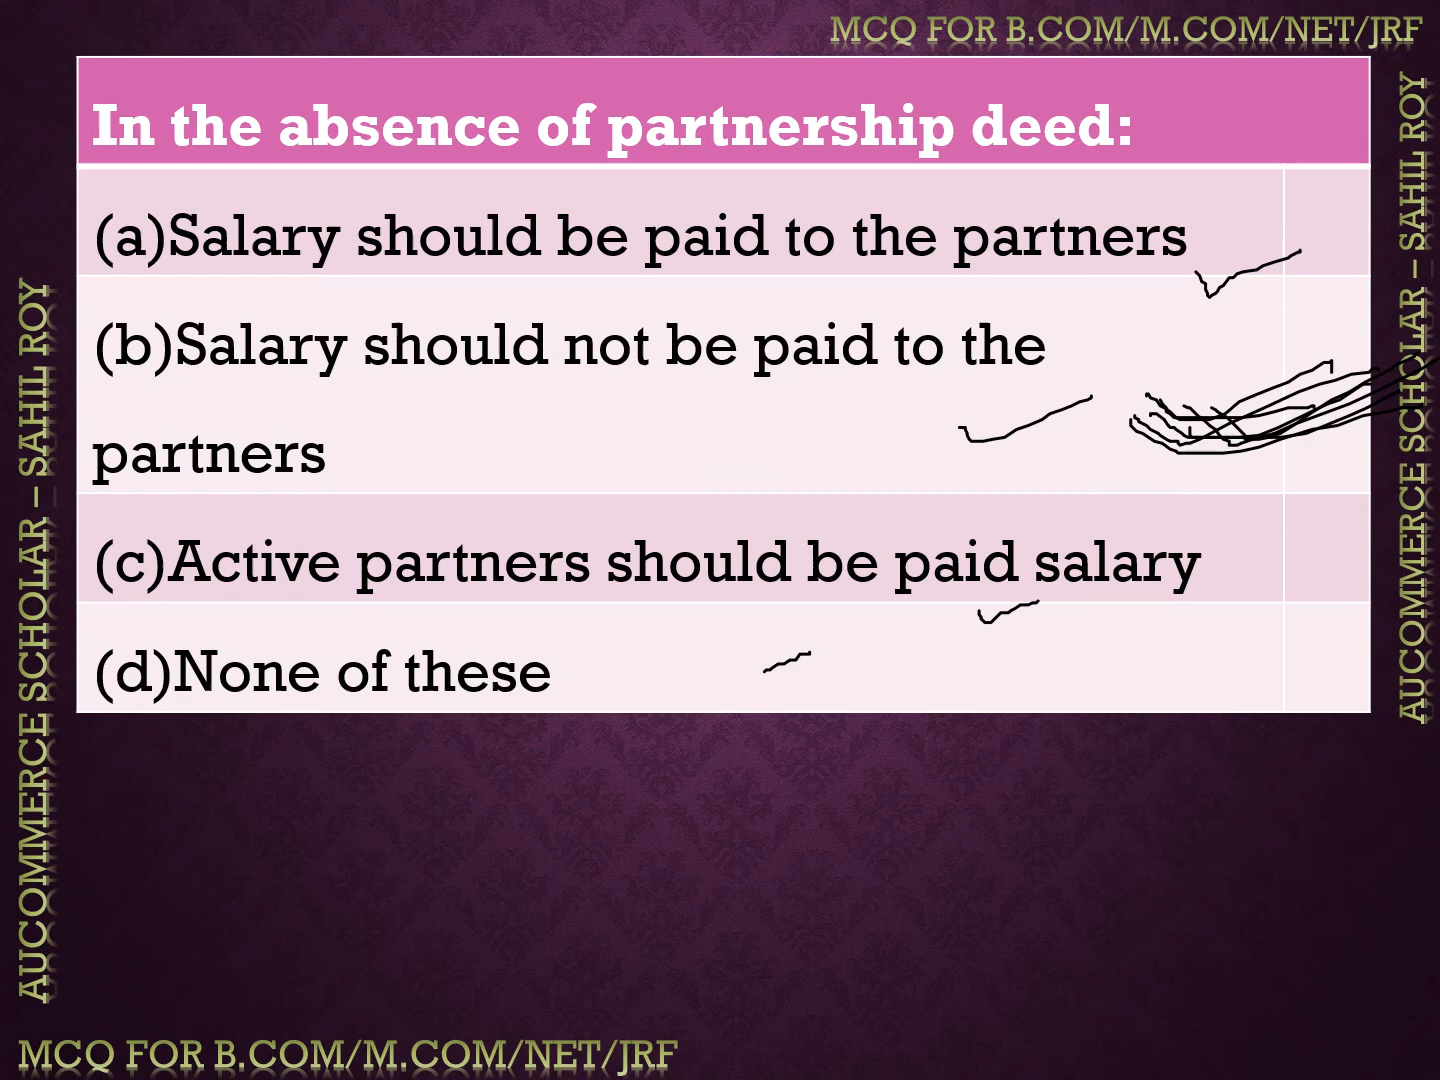 MCQ FOR B.COM/M.COM/NET/JRF
In the absence of partnership deed:
(a)Salary should be paid to the partners
(b)Salary should not be paid to the
partners
(c)Active partners should be paid salary
(d)None of these
AUCOMMERCE SCHOLAR – SAHIL ROY
AUCOMMERCE SCHOLAR – SAHIL ROY
MCQ FOR B.COM/M.COM/NET/JRF